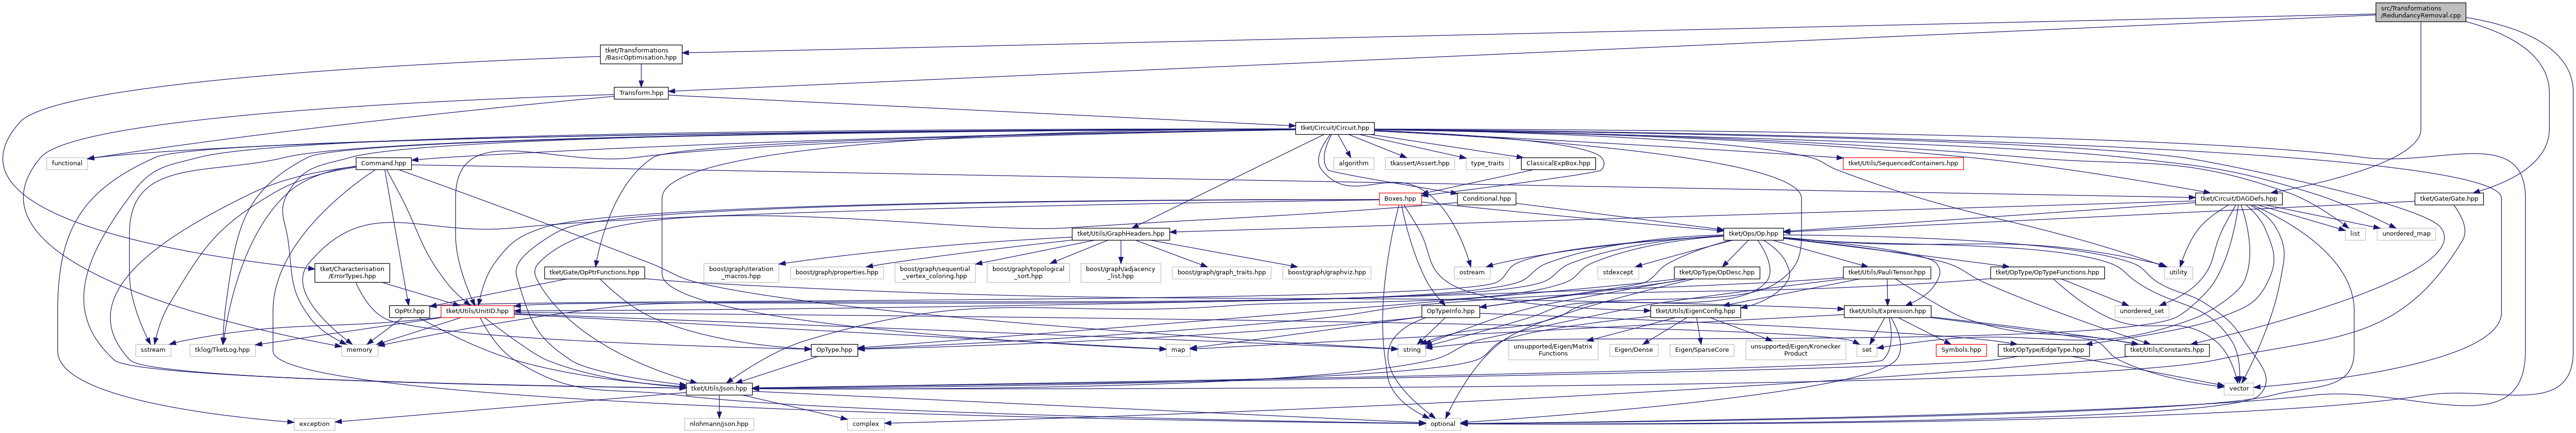 src/Transformations
/RedundancyRemoval.cpp
tket/Transformations
/BasicOptimisation.hpp
Transform.hpp
tket/Circuit/Circuit.hpp
functional
Command.hpp
algorithm
tkassert/Assert.hpp
type_traits
ClassicalExpBox.hpp
tket/Utils/SequencedContainers.hpp
Boxes.hpp
Conditional.hpp
tket/Circuit/DAGDefs.hpp
tket/Gate/Gate.hpp
tket/Utils/GraphHeaders.hpp
tket/Ops/Op.hpp
list
unordered_map
tket/Characterisation
/ErrorTypes.hpp
tket/Gate/OpPtrFunctions.hpp
boost/graph/iteration
_macros.hpp
boost/graph/properties.hpp
boost/graph/sequential
_vertex_coloring.hpp
boost/graph/topological
_sort.hpp
boost/graph/adjacency
_list.hpp
boost/graph/graph_traits.hpp
boost/graph/graphviz.hpp
ostream
stdexcept
tket/OpType/OpDesc.hpp
tket/Utils/PauliTensor.hpp
tket/OpType/OpTypeFunctions.hpp
utility
OpPtr.hpp
tket/Utils/UnitID.hpp
OpTypeInfo.hpp
tket/Utils/EigenConfig.hpp
tket/Utils/Expression.hpp
unordered_set
sstream
tklog/TketLog.hpp
memory
OpType.hpp
map
string
unsupported/Eigen/Matrix
Functions
Eigen/Dense
Eigen/SparseCore
unsupported/Eigen/Kronecker
Product
set
Symbols.hpp
tket/OpType/EdgeType.hpp
tket/Utils/Constants.hpp
tket/Utils/Json.hpp
vector
exception
nlohmann/json.hpp
complex
optional